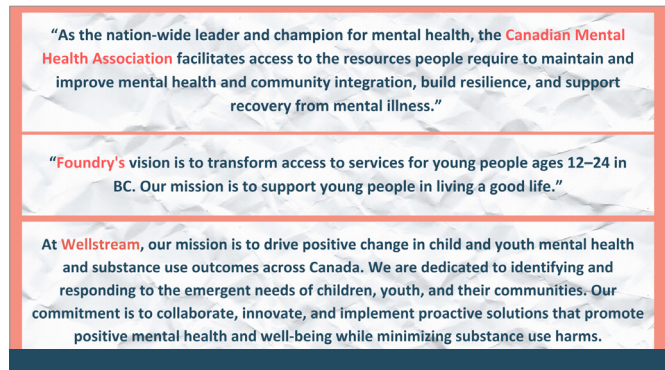 “As the nation-wide leader and champion for mental health, the Canadian Mental
Health Association facilitates access to the resources people require to maintain and
improve mental health and community integration, build resilience, and support
recovery from mental illness.”
“Foundry's vision is to transform access to services for young people ages 12–24 in
BC. Our mission is to support young people in living a good life.”
At Wellstream, our mission is to drive positive change in child and youth mental health
and substance use outcomes across Canada. We are dedicated to identifying and
responding to the emergent needs of children, youth, and their communities. Our
commitment is to collaborate, innovate, and implement proactive solutions that promote
positive mental health and well-being while minimizing substance use harms.